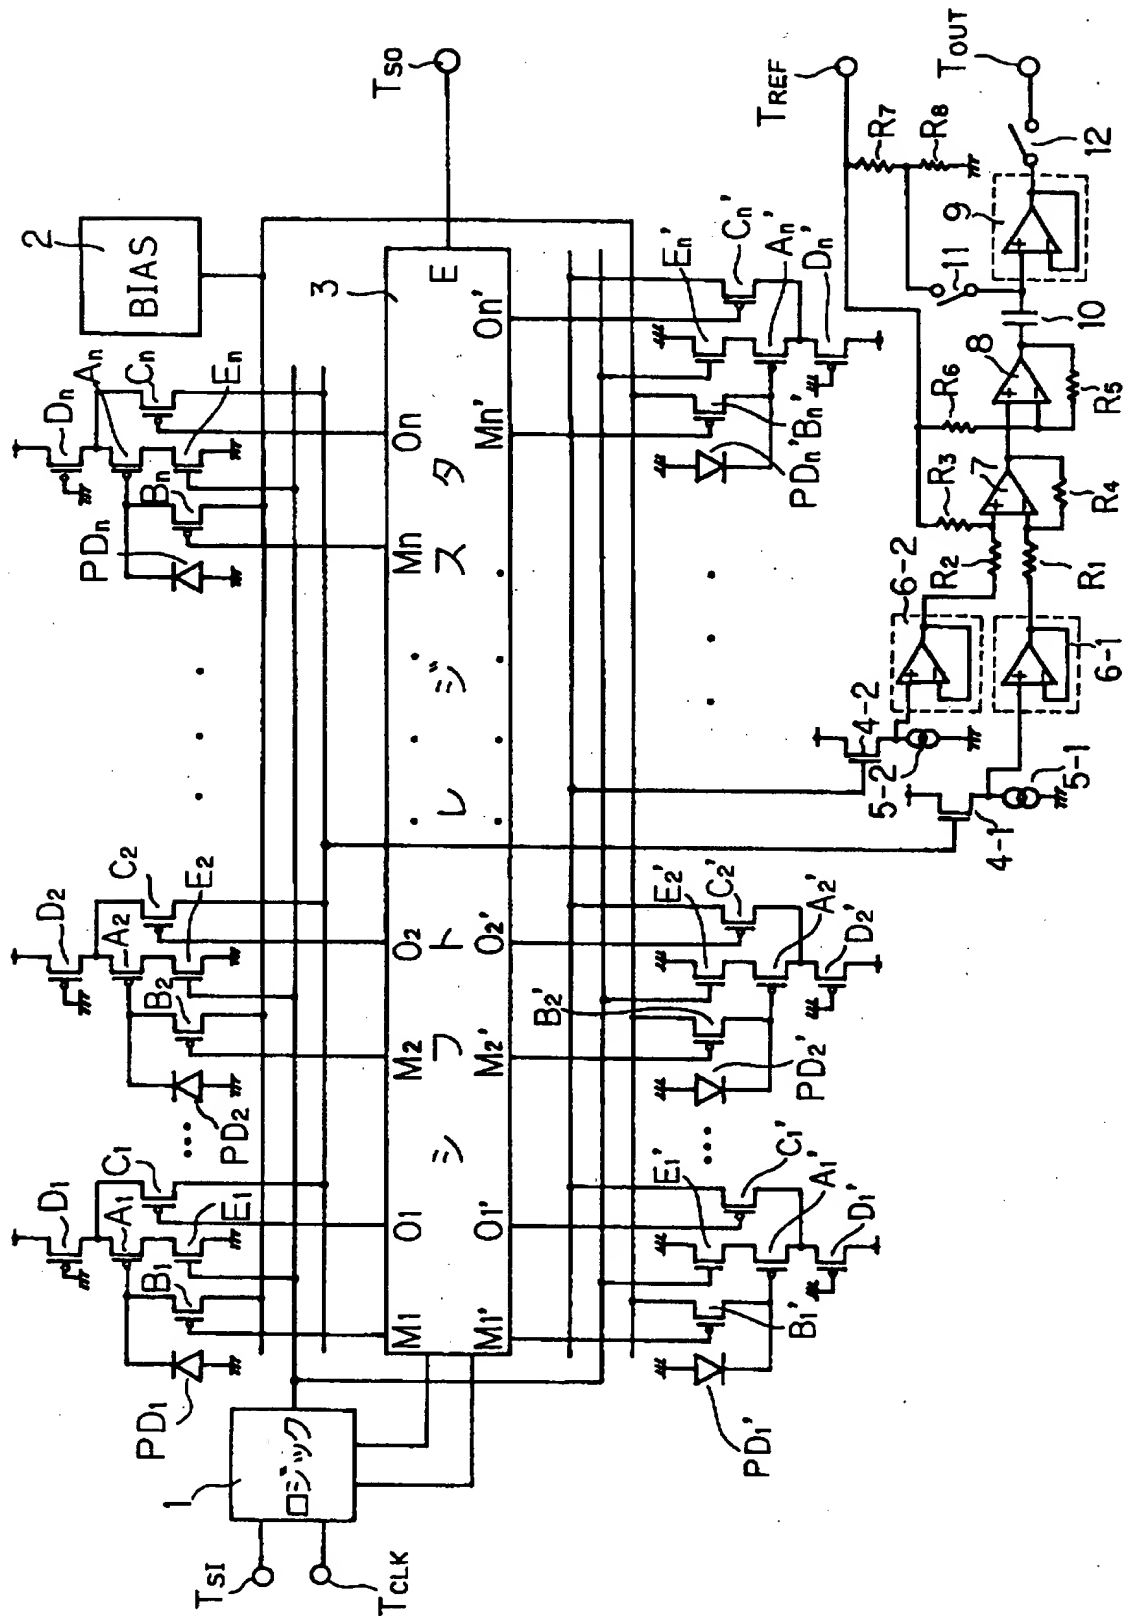 TSI
TCLK
1
ロジック
2
BIAS
3
シフトレジスタ
E
TSO
M1
O1
M2
O2
Mn
On
M1'
O1'
M2'
O2'
Mn'
On'
PD1
B1
A1
D1
C1
E1
PD2
B2
A2
D2
C2
E2
PDn
Bn
An
Dn
Cn
En
PD1'
B1'
E1'
A1'
C1'
D1'
PD2'
B2'
E2'
A2'
C2'
D2'
PDn'
Bn'
En'
An'
Cn'
Dn'
4-1
5-1
4-2
5-2
6-1
6-2
R1
R2
R3
R4
7
+
−
8
R5
R6
10
11
9
R7
R8
12
TREF
TOUT